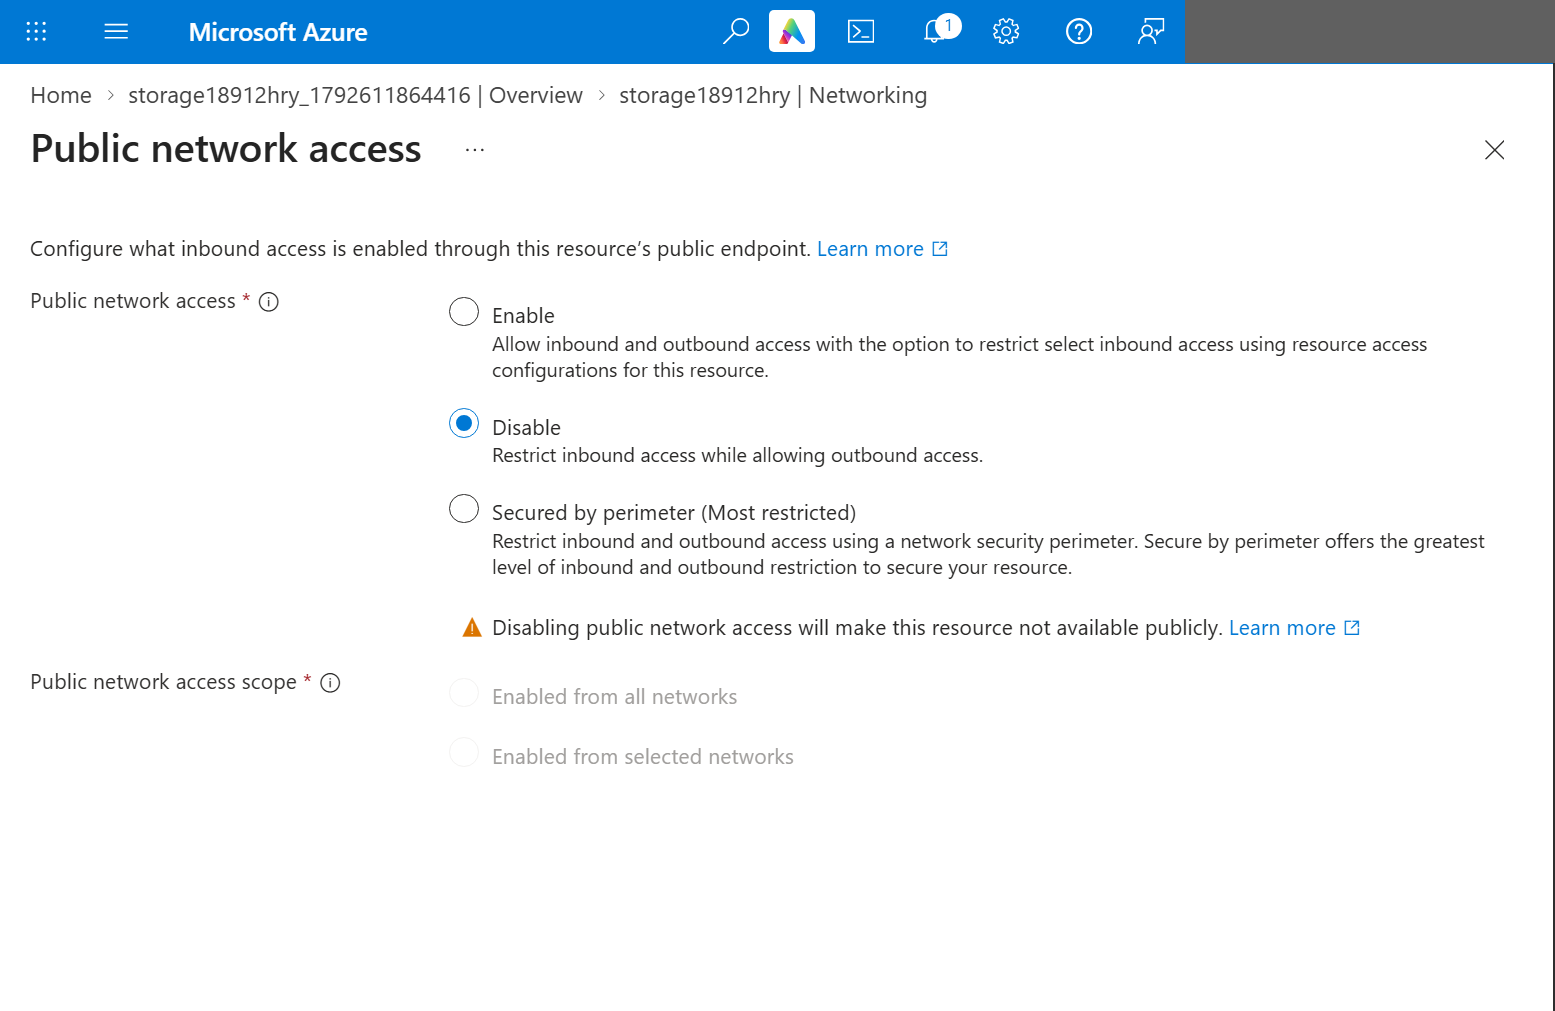 Microsoft Azure
1
Home > storage18912hry_1792611864416 | Overview > storage18912hry | Networking
Public network access ...
Configure what inbound access is enabled through this resource’s public endpoint. Learn more
Public network access *
Enable
Allow inbound and outbound access with the option to restrict select inbound access using resource access
configurations for this resource.
Disable
Restrict inbound access while allowing outbound access.
Secured by perimeter (Most restricted)
Restrict inbound and outbound access using a network security perimeter. Secure by perimeter offers the greatest
level of inbound and outbound restriction to secure your resource.
Disabling public network access will make this resource not available publicly. Learn more
Public network access scope *
Enabled from all networks
Enabled from selected networks